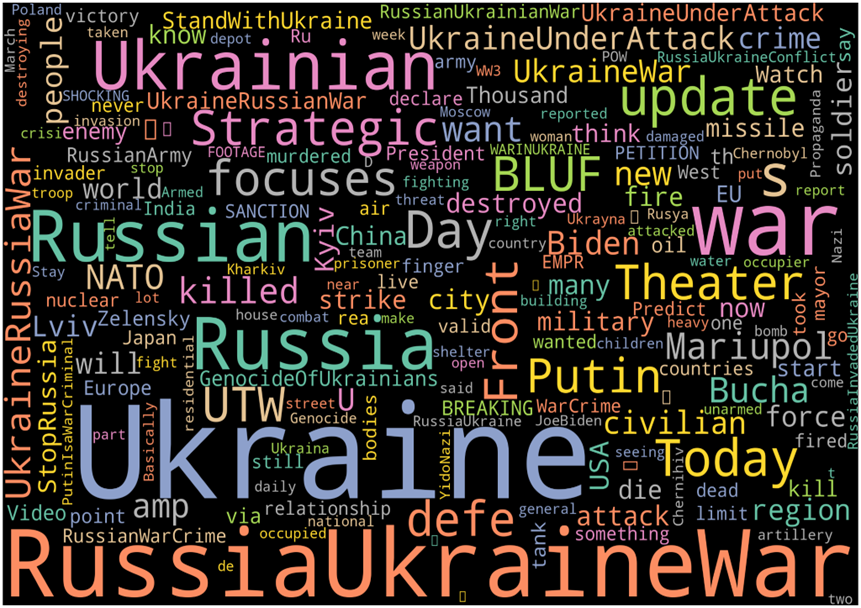 Poland
victory
StandWithUkraine
RussianUkrainianWar
UkraineUnderAttack
March
destroying
people
taken
know
depot
Ru
week
UkraineUnderAttack
crime
say
Ukrainian
army
WW3
POW
RussiaUkraineConflict
UkraineWar
Watch
soldier
SHOCKING
never
UkraineRussianWar
declare
Thousand
update
invasion
crisi
enemy
Strategic
Moscow
reported
missile
Propaganda
want
woman
think
damaged
RussianArmy
FOOTAGE
murdered
D
President
WARINUKRAINE
PETITION
th
Chernobyl
stop
weapon
BLUF
new
West
put
s
report
invader
world
focuses
fighting
troop
Armed
threat
destroyed
fire
EU
criminal
India
SANCTION
air
right
Ukrayna
Rusya
war
UkraineRussiaWar
Russian
tell
Kyiv
China
Day
country
Biden
attacked
oil
Nazi
team
prisoner
finger
EMPR
water
occupier
Stay
NATO
Kharkiv
near
live
Front
many
Theater
mayor
nuclear
lot
killed
strike
city
building
Predict
now
took
RussiaInvadedUkraine
Lviv
Zelensky
house
combat
rea
make
valid
military
heavy
one
bomb
go
Japan
Russia
shelter
wanted
children
Mariupol
StopRussia
PutinIsaWarCriminal
will
fight
residential
open
Putin
countries
start
Europe
GenocideOfUkrainians
said
Bucha
come
UTW
street
U
bodies
BREAKING
WarCrime
unarmed
force
Genocide
RussiaUkraine
JoeBiden
civilian
fired
Ukraine
part
Basically
Ukraina
YidoNazi
USA
seeing
Today
t
still
Chernihiv
daily
die
dead
kill
Video
point
amp
via
relationship
defe
general
attack
limit
region
national
tank
something
artillery
RussianWarCrime
occupied
de
RussiaUkraineWar
two